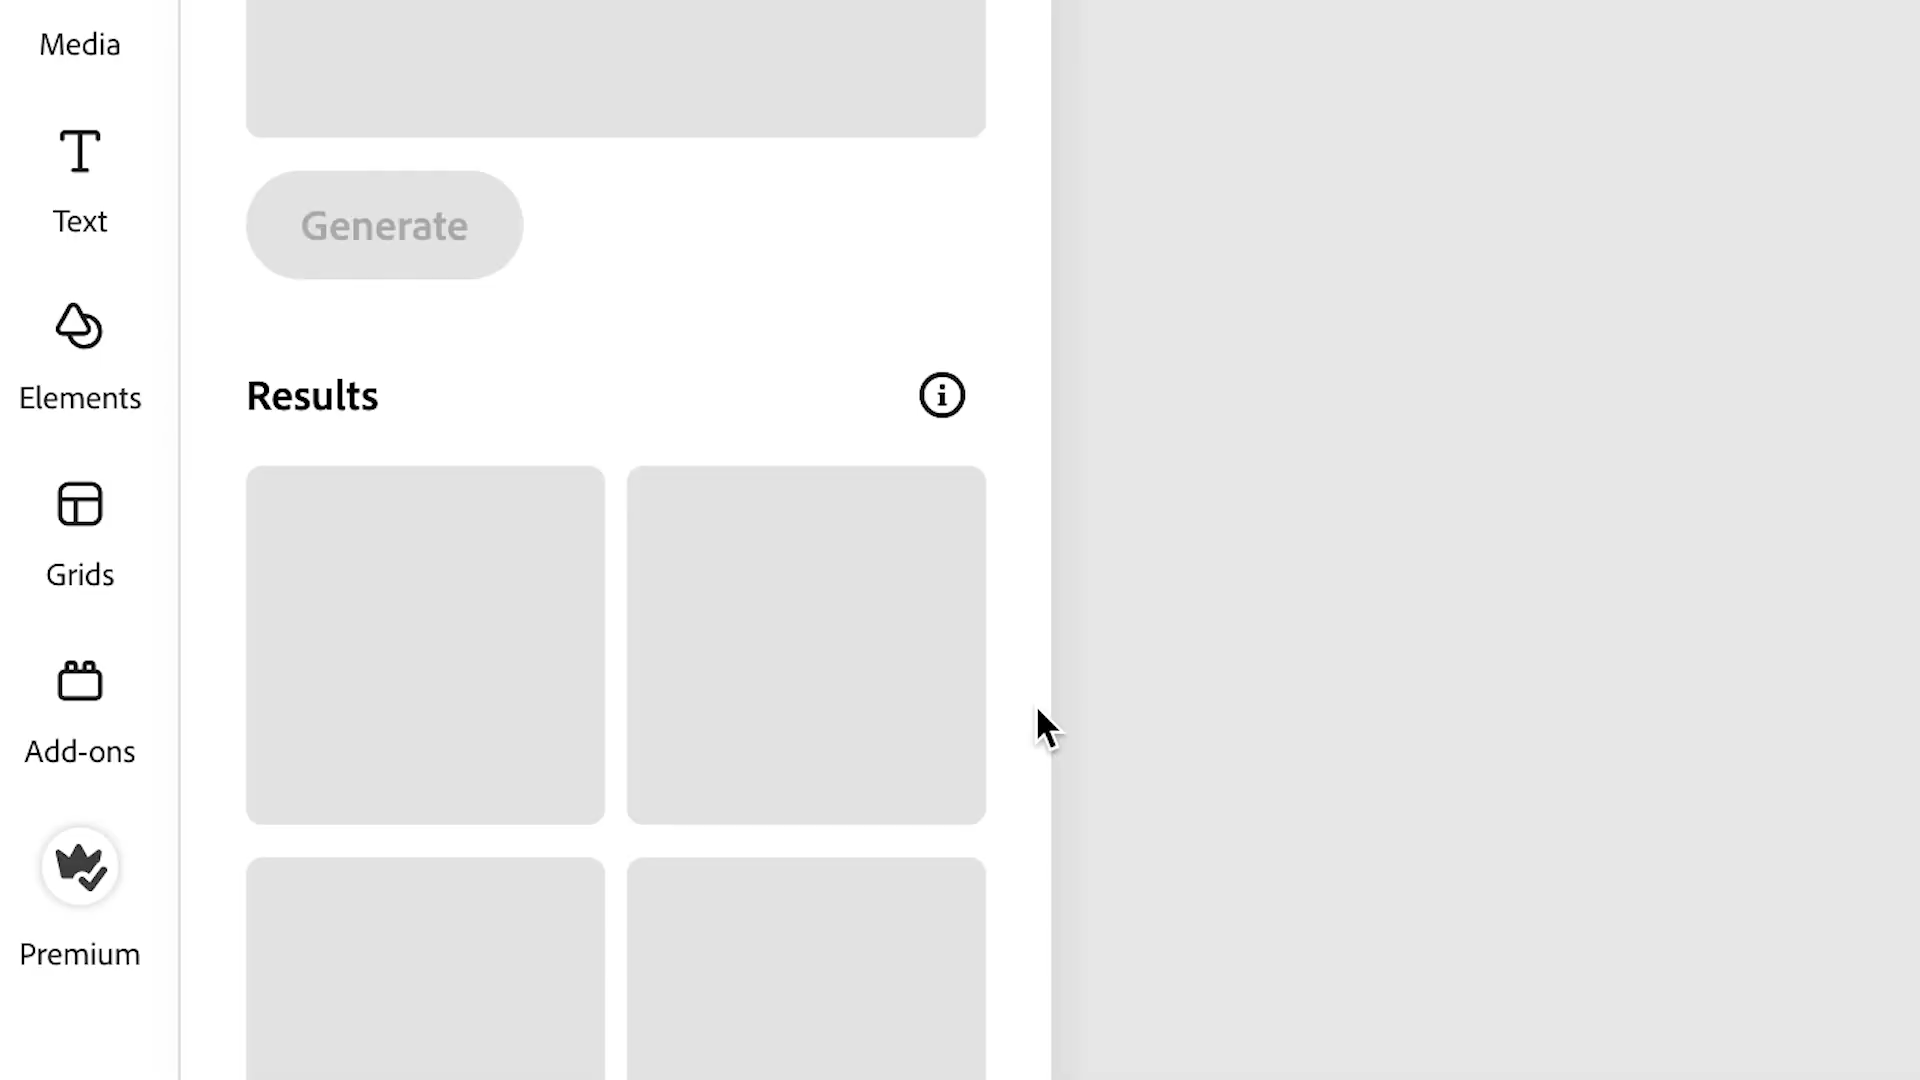 Media
Text
Elements
Grids
Add-ons
Premium
Generate
Results